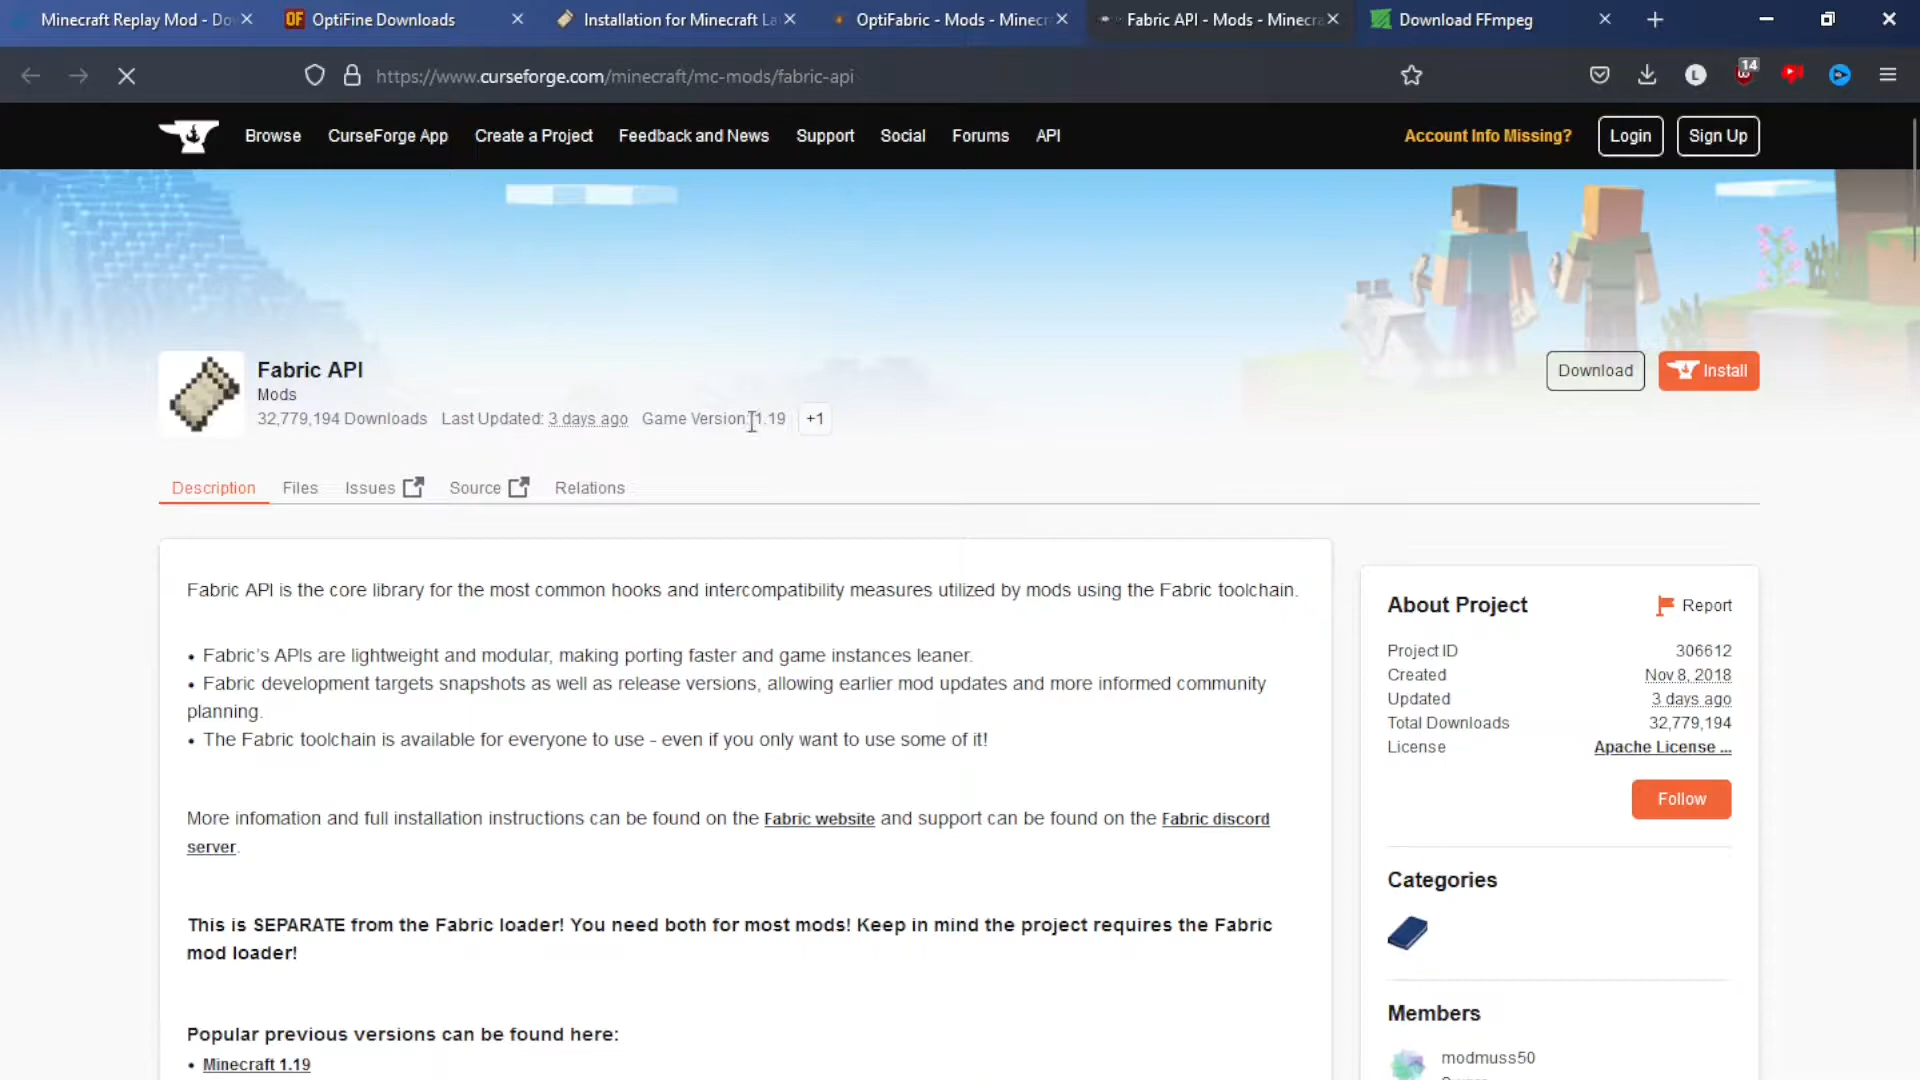 Minecraft Replay Mod - Do
OptiFine Downloads
Installation for Minecraft La
OptiFabric - Mods - Minecr
Fabric API - Mods - Minecra
Download FFmpeg
https://www.curseforge.com/minecraft/mc-mods/fabric-api
L
14
Browse
CurseForge App
Create a Project
Feedback and News
Support
Social
Forums
API
Account Info Missing?
Login
Sign Up
Fabric API
Mods
32,779,194 Downloads Last Updated: 3 days ago Game Version: 1.19 +1
Download
Install
Description
Files
Issues
Source
Relations
Fabric API is the core library for the most common hooks and intercompatibility measures utilized by mods using the Fabric toolchain.
• Fabric's APIs are lightweight and modular, making porting faster and game instances leaner.
• Fabric development targets snapshots as well as release versions, allowing earlier mod updates and more informed community
planning.
• The Fabric toolchain is available for everyone to use - even if you only want to use some of it!
More infomation and full installation instructions can be found on the Fabric website and support can be found on the Fabric discord
server.
This is SEPARATE from the Fabric loader! You need both for most mods! Keep in mind the project requires the Fabric
mod loader!
Popular previous versions can be found here:
• Minecraft 1.19
About Project
Report
Project ID 306612
Created Nov 8, 2018
Updated 3 days ago
Total Downloads 32,779,194
License Apache License ...
Follow
Categories
Members
modmuss50